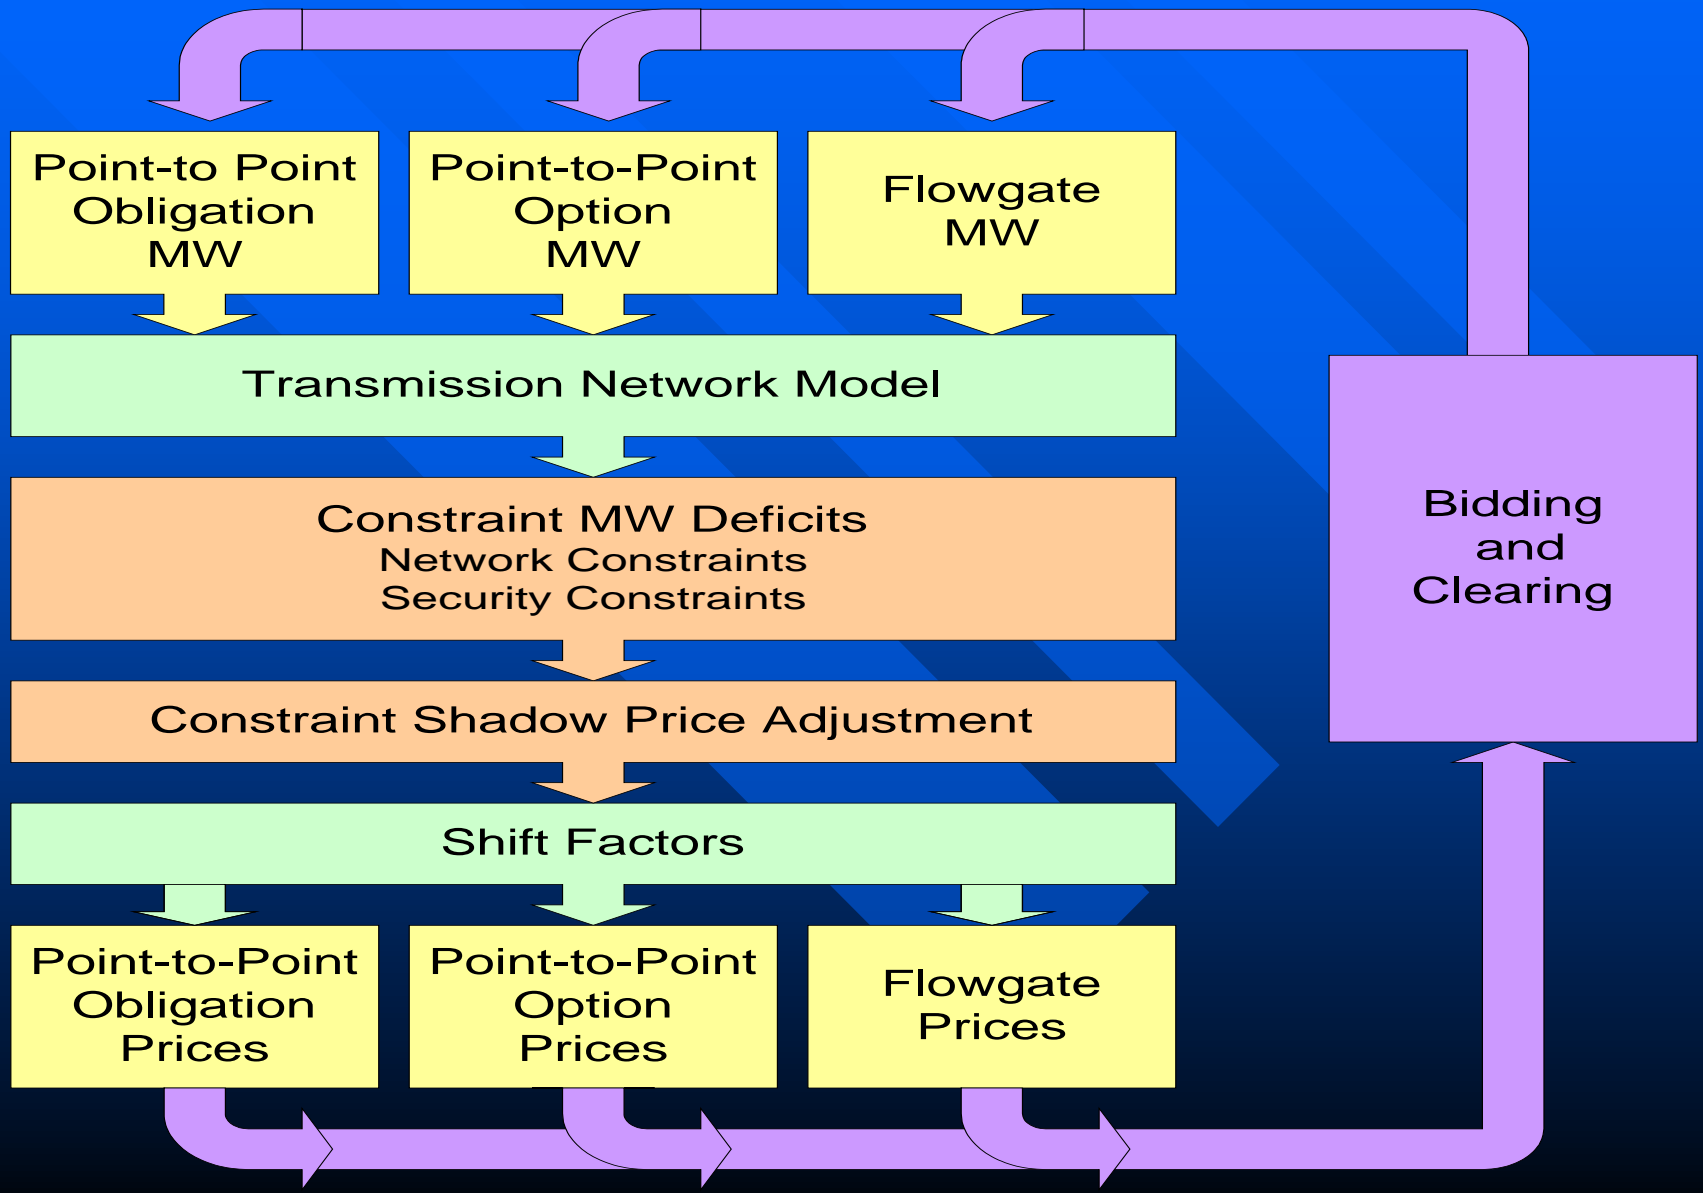 Point-to Point
Obligation
MW
Point-to-Point
Option
MW
Flowgate
MW
Transmission Network Model
Constraint MW Deficits
Network Constraints
Security Constraints
Constraint Shadow Price Adjustment
Shift Factors
Point-to-Point
Obligation
Prices
Point-to-Point
Option
Prices
Flowgate
Prices
Bidding
and
Clearing